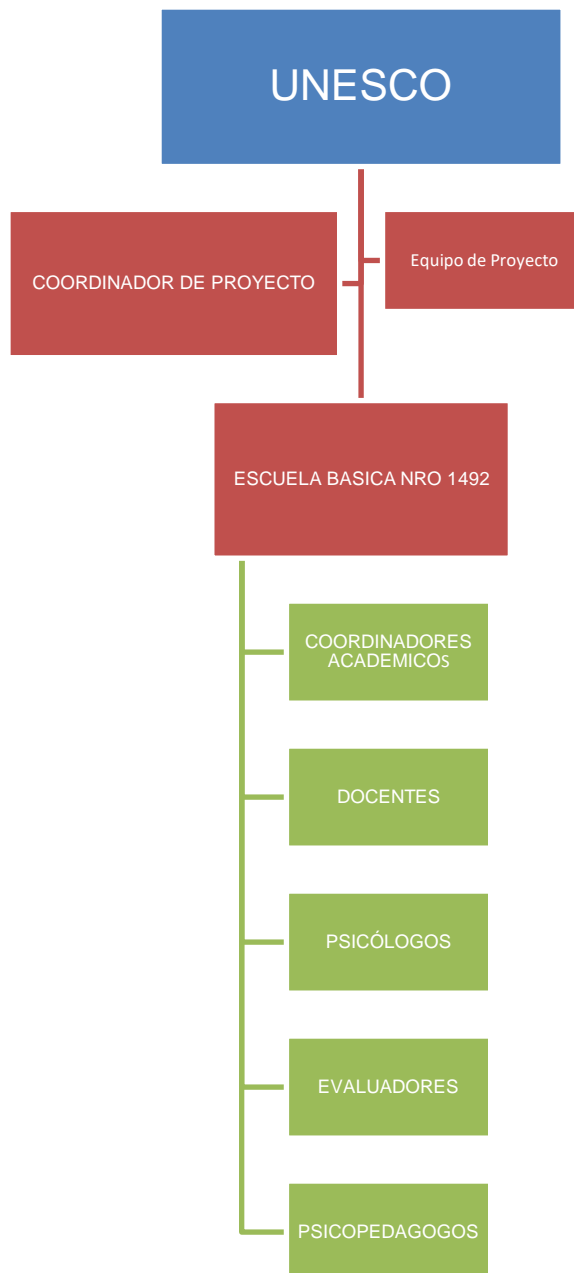 UNESCO
COORDINADOR DE PROYECTO
Equipo de Proyecto
ESCUELA BASICA NRO 1492
COORDINADORES
ACADEMICOS
DOCENTES
PSICÓLOGOS
EVALUADORES
PSICOPEDAGOGOS